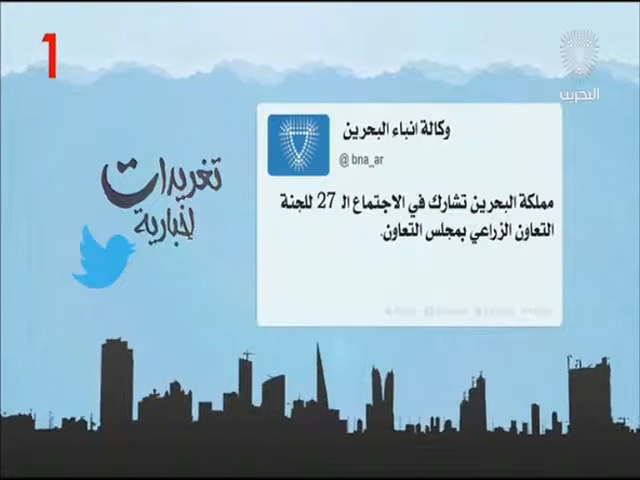 1
البحرين
وكالة انباء البحرين
@bna_ar
تغريدات
إخبارية
مملكة البحرين تشارك في الاجتماع الـ 27 للجنة
التعاون الزراعي بمجلس التعاون.